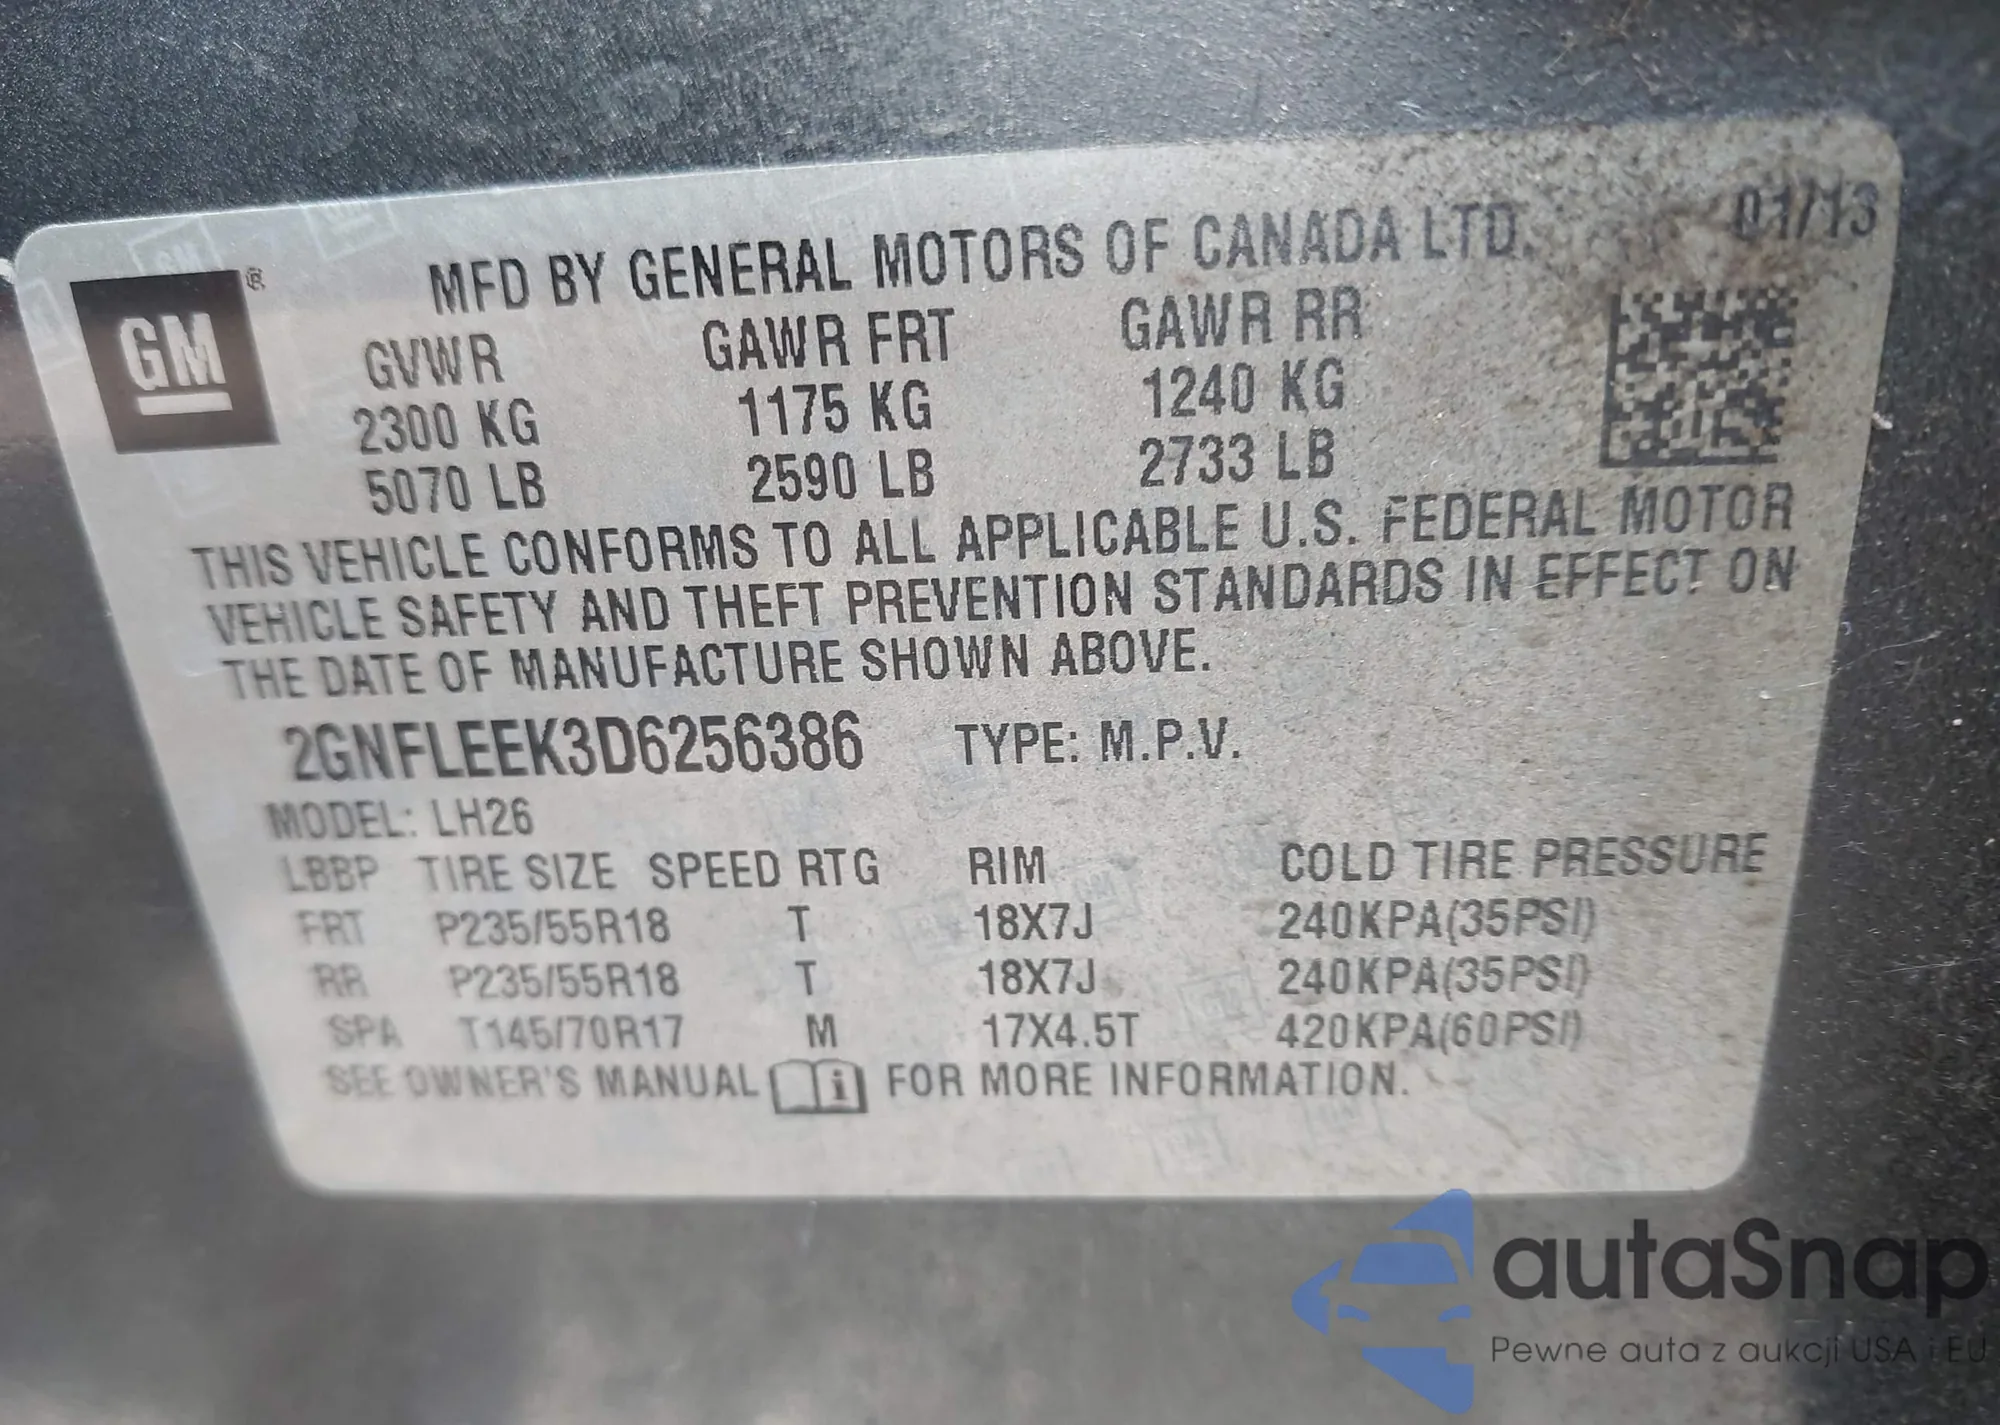 01/13
GM ®
MFD BY GENERAL MOTORS OF CANADA LTD.
GVWR GAWR FRT GAWR RR
2300 KG 1175 KG 1240 KG
5070 LB 2590 LB 2733 LB
THIS VEHICLE CONFORMS TO ALL APPLICABLE U.S. FEDERAL MOTOR
VEHICLE SAFETY AND THEFT PREVENTION STANDARDS IN EFFECT ON
THE DATE OF MANUFACTURE SHOWN ABOVE.
2GNFLEEK3D6256386 TYPE: M.P.V.
MODEL: LH26
LBBP TIRE SIZE SPEED RTG RIM COLD TIRE PRESSURE
FRT P235/55R18 T 18X7J 240KPA(35PSI)
RR P235/55R18 T 18X7J 240KPA(35PSI)
SPA T145/70R17 M 17X4.5T 420KPA(60PSI)
SEE OWNER'S MANUAL i FOR MORE INFORMATION.
autaSnap
Pewne auta z aukcji USA i EU